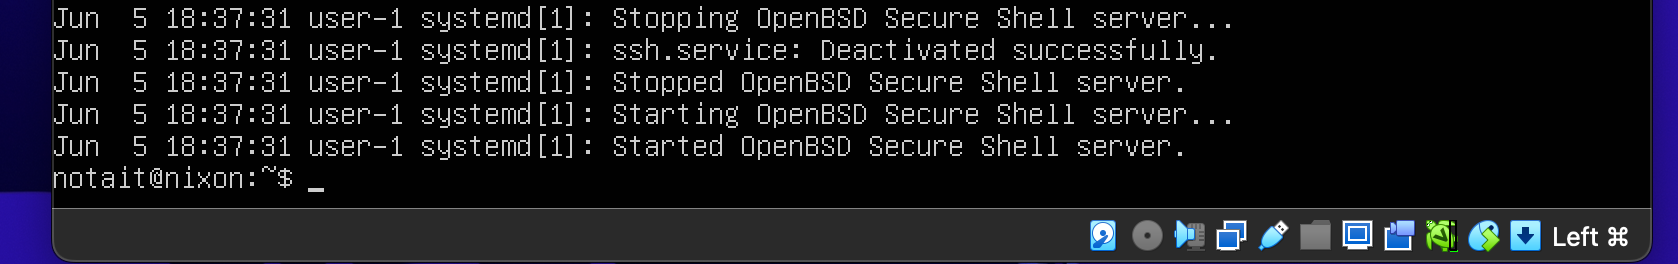 Jun  5 18:37:31 user-1 systemd[1]: Stopping OpenBSD Secure Shell server...
Jun  5 18:37:31 user-1 systemd[1]: ssh.service: Deactivated successfully.
Jun  5 18:37:31 user-1 systemd[1]: Stopped OpenBSD Secure Shell server.
Jun  5 18:37:31 user-1 systemd[1]: Starting OpenBSD Secure Shell server...
Jun  5 18:37:31 user-1 systemd[1]: Started OpenBSD Secure Shell server.
notait@nixon:~$ _
Left ⌘